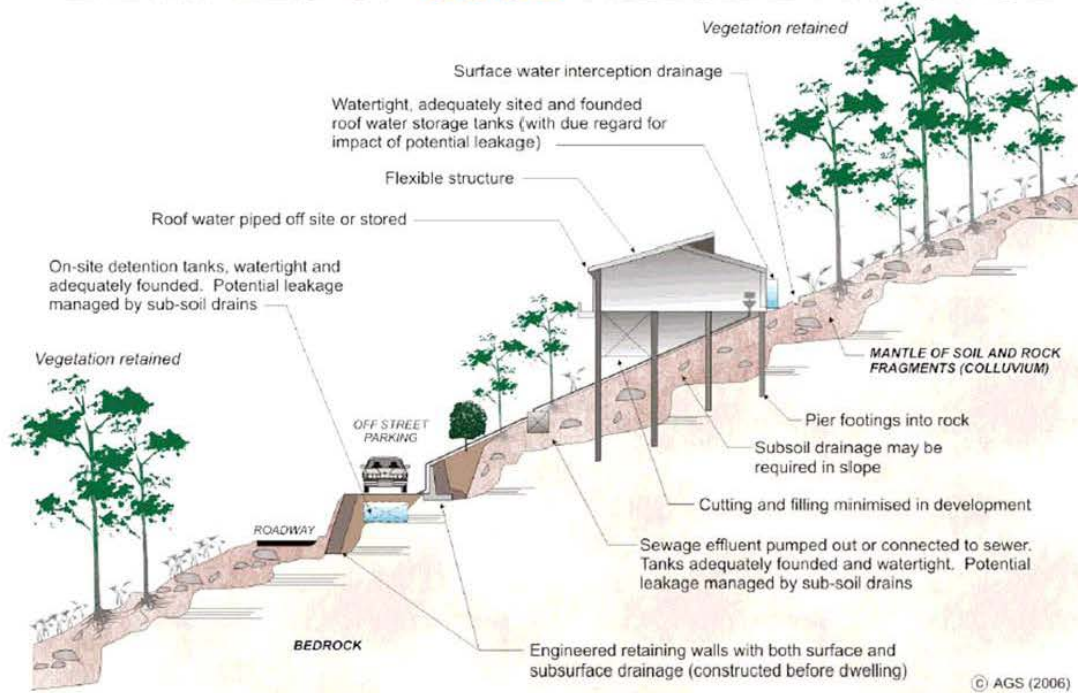 Vegetation retained
Surface water interception drainage
Watertight, adequately sited and founded
roof water storage tanks (with due regard for
impact of potential leakage)
Flexible structure
Roof water piped off site or stored
On-site detention tanks, watertight and
adequately founded. Potential leakage
managed by sub-soil drains
Vegetation retained
OFF STREET
PARKING
ROADWAY
MANTLE OF SOIL AND ROCK
FRAGMENTS (COLLUVIUM)
Pier footings into rock
Subsoil drainage may be
required in slope
Cutting and filling minimised in development
Sewage effluent pumped out or connected to sewer.
Tanks adequately founded and watertight. Potential
leakage managed by sub-soil drains
BEDROCK
Engineered retaining walls with both surface and
subsurface drainage (constructed before dwelling)
© AGS (2006)